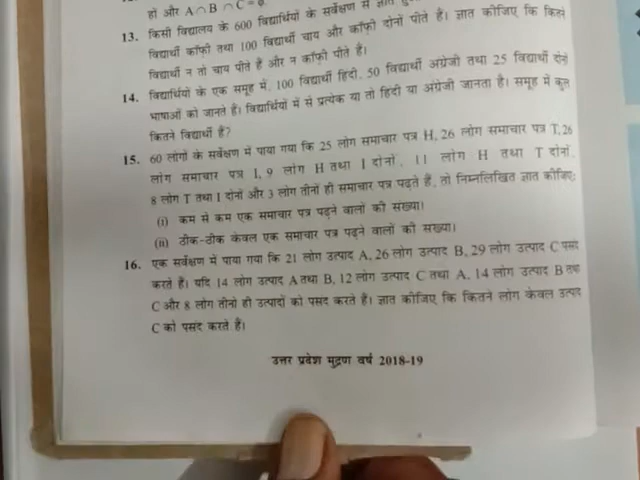 हों और A ∩ B ∩ C = φ.
13. किसी विद्यालय के 600 विद्यार्थियों के सर्वेक्षण से ज्ञात
विद्यार्थी कॉफी तथा 100 विद्यार्थी चाय और कॉफी दोनों पीते हैं। ज्ञात कीजिए कि कितने
विद्यार्थी न तो चाय पीते हैं और न कॉफी पीते हैं।
14. विद्यार्थियों के एक समूह में, 100 विद्यार्थी हिंदी, 50 विद्यार्थी अंग्रेजी तथा 25 विद्यार्थी दोनों
भाषाओं को जानते हैं। विद्यार्थियों में से प्रत्येक या तो हिंदी या अंग्रेजी जानता है। समूह में कुल
कितने विद्यार्थी हैं?
15. 60 लोगों के सर्वेक्षण में पाया गया कि 25 लोग समाचार पत्र H, 26 लोग समाचार पत्र T, 26
लोग समाचार पत्र I, 9 लोग H तथा I दोनों, 11 लोग H तथा T दोनों,
8 लोग T तथा I दोनों और 3 लोग तीनों ही समाचार पत्र पढ़ते हैं, तो निम्नलिखित ज्ञात कीजिए:
(i) कम से कम एक समाचार पत्र पढ़ने वालों की संख्या।
(ii) ठीक-ठीक केवल एक समाचार पत्र पढ़ने वालों की संख्या।
16. एक सर्वेक्षण में पाया गया कि 21 लोग उत्पाद A, 26 लोग उत्पाद B, 29 लोग उत्पाद C पसंद
करते हैं। यदि 14 लोग उत्पाद A तथा B, 12 लोग उत्पाद C तथा A, 14 लोग उत्पाद B तथा
C और 8 लोग तीनों ही उत्पादों को पसंद करते हैं। ज्ञात कीजिए कि कितने लोग केवल उत्पाद
C को पसंद करते हैं।
उत्तर प्रदेश मुद्रण वर्ष 2018-19